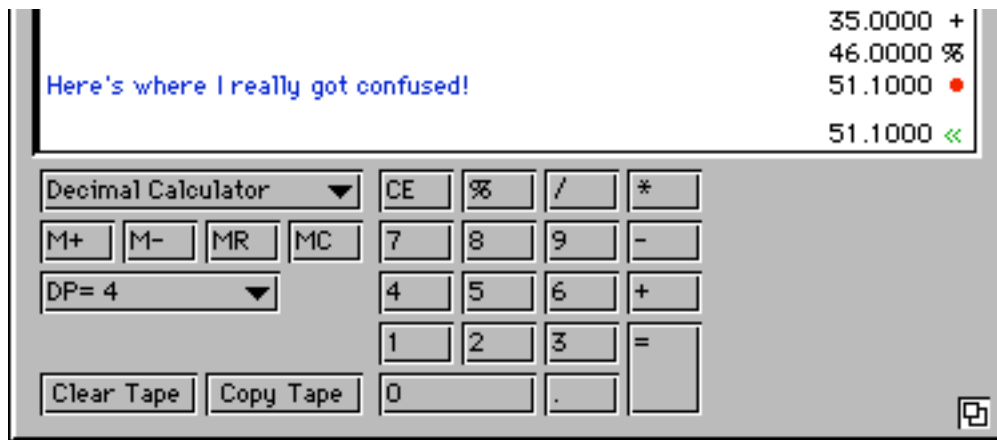 35.0000 +
46.0000 %
Here's where I really got confused! 51.1000 ●
51.1000 «
Decimal Calculator CE % / *
M+ M- MR MC 7 8 9 -
DP= 4 4 5 6 +
1 2 3 =
Clear Tape Copy Tape 0 .